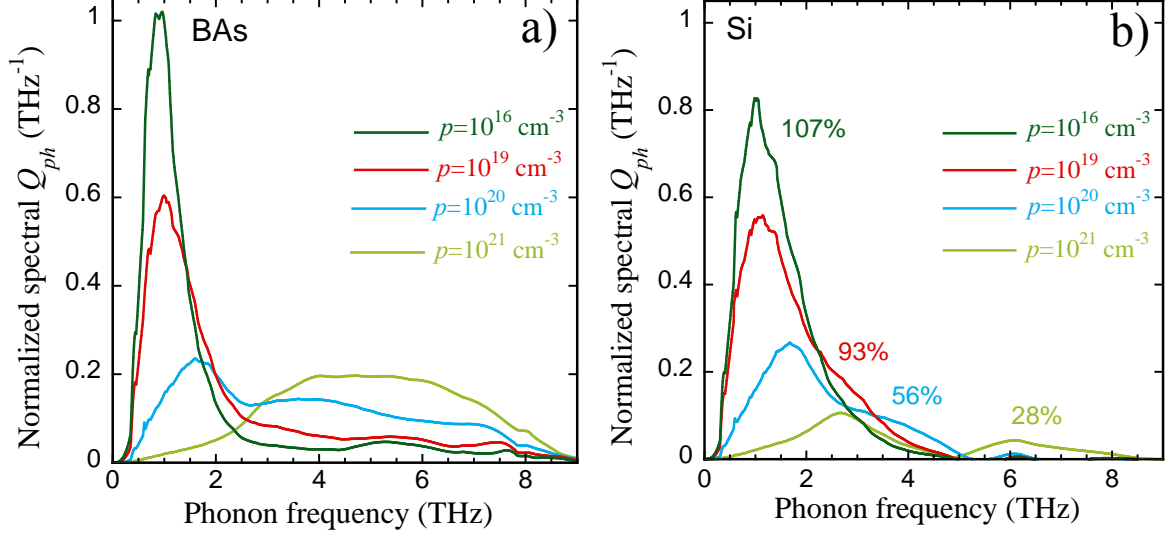 BAs
a)
Normalized spectral Q_ph (THz^-1)
1
0.8
0.6
0.4
0.2
0
p=10^16 cm^-3
p=10^19 cm^-3
p=10^20 cm^-3
p=10^21 cm^-3
0 2 4 6 8
Phonon frequency (THz)
Si
b)
Normalized spectral Q_ph (THz^-1)
1
0.8
0.6
0.4
0.2
0
107%
93%
56%
28%
p=10^16 cm^-3
p=10^19 cm^-3
p=10^20 cm^-3
p=10^21 cm^-3
0 2 4 6 8
Phonon frequency (THz)